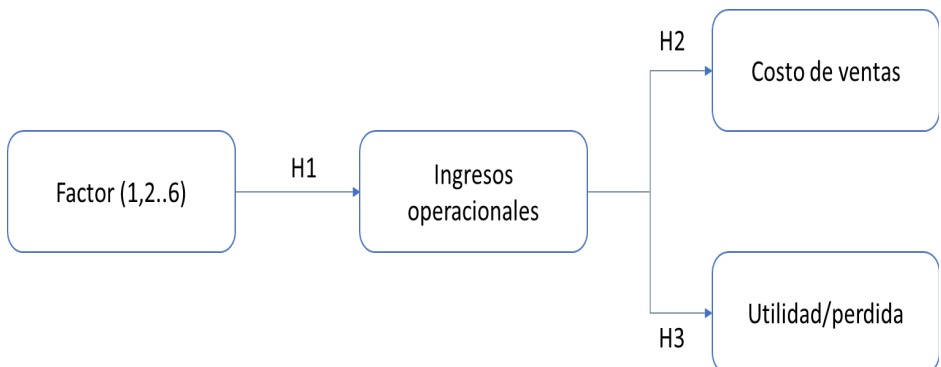 H2
Costo de ventas
Factor (1,2..6)
H1
Ingresos
operacionales
Utilidad/perdida
H3